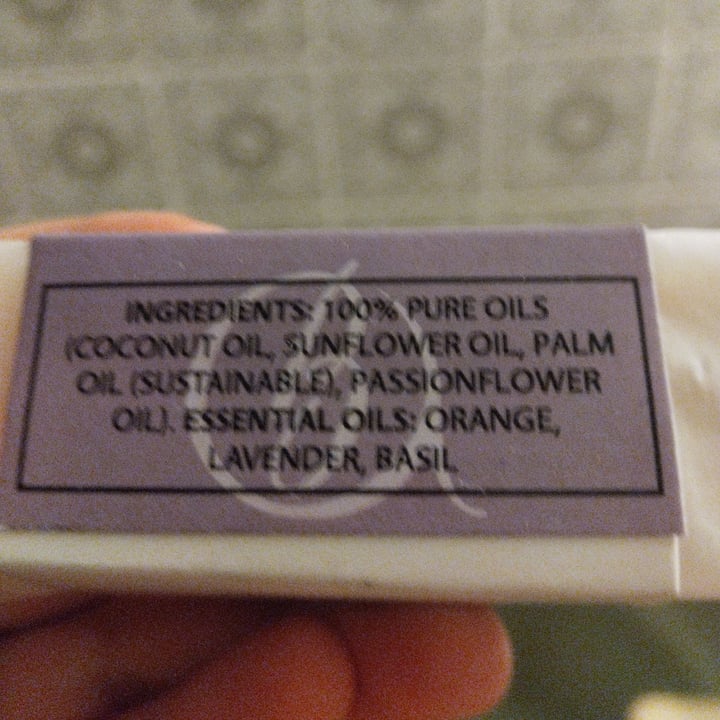 INGREDIENTS: 100% PURE OILS
(COCONUT OIL, SUNFLOWER OIL, PALM
OIL (SUSTAINABLE), PASSIONFLOWER
OIL). ESSENTIAL OILS: ORANGE,
LAVENDER, BASIL